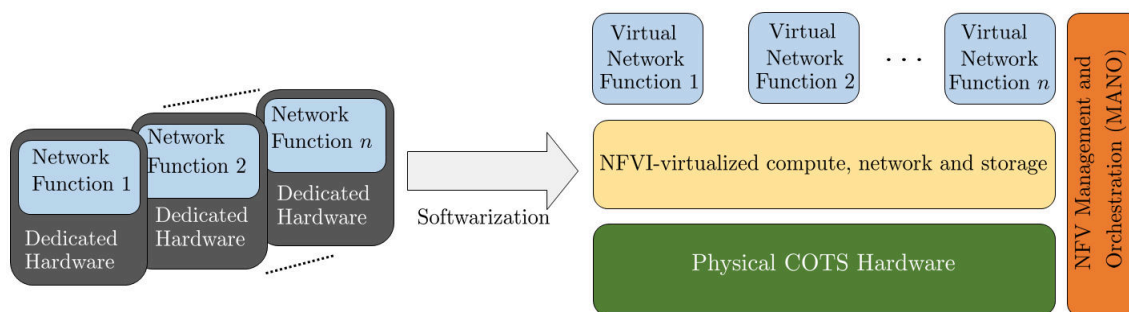 Network
Function 1
Dedicated
Hardware
Network
Function 2
Dedicated
Hardware
Network
Function n
Dedicated
Hardware
Softwarization
Virtual
Network
Function 1
Virtual
Network
Function 2
...
Virtual
Network
Function n
NFVI-virtualized compute, network and storage
Physical COTS Hardware
NFV Management and
Orchestration (MANO)